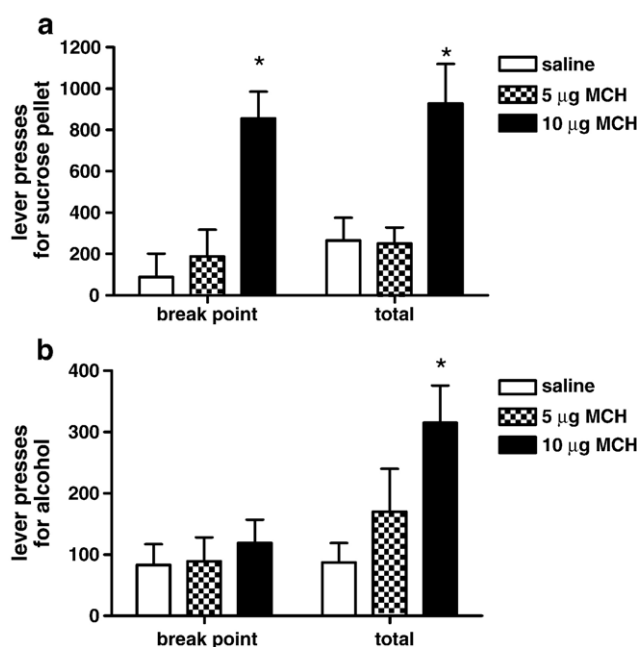 a
lever presses
for sucrose pellet
1200
1000
800
600
400
200
0
*
*
break point
total
saline
5 μg MCH
10 μg MCH
b
lever presses
for alcohol
400
300
200
100
0
*
break point
total
saline
5 μg MCH
10 μg MCH